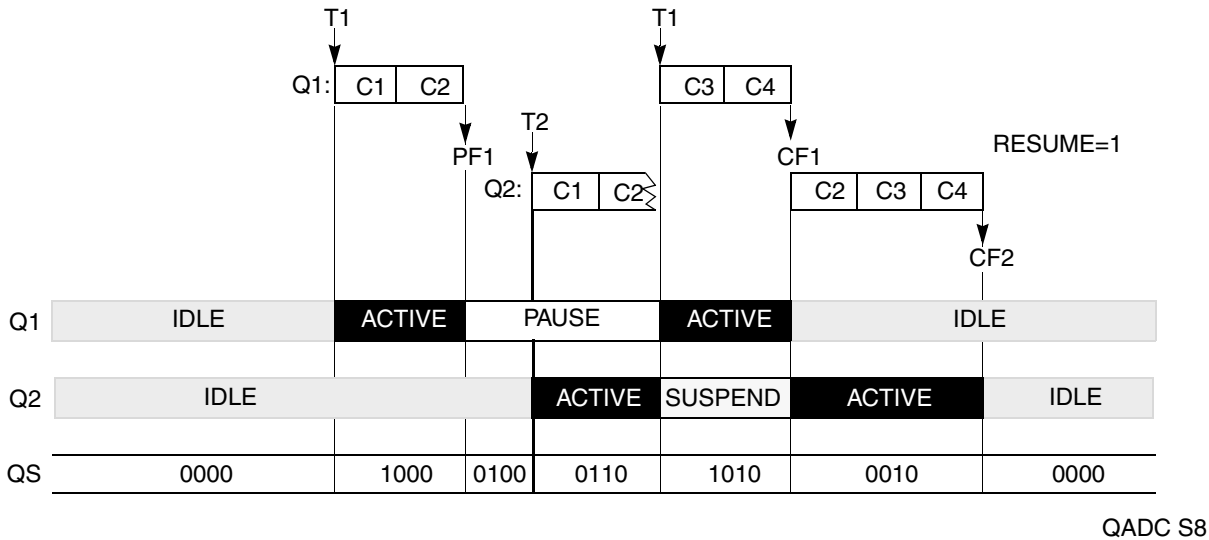 T1 T1
Q1: C1 C2 C3 C4
T2
PF1 CF1 RESUME=1
Q2: C1 C2 C2 C3 C4
CF2
Q1 IDLE ACTIVE PAUSE ACTIVE IDLE
Q2 IDLE ACTIVE SUSPEND ACTIVE IDLE
QS 0000 1000 0100 0110 1010 0010 0000
QADC S8